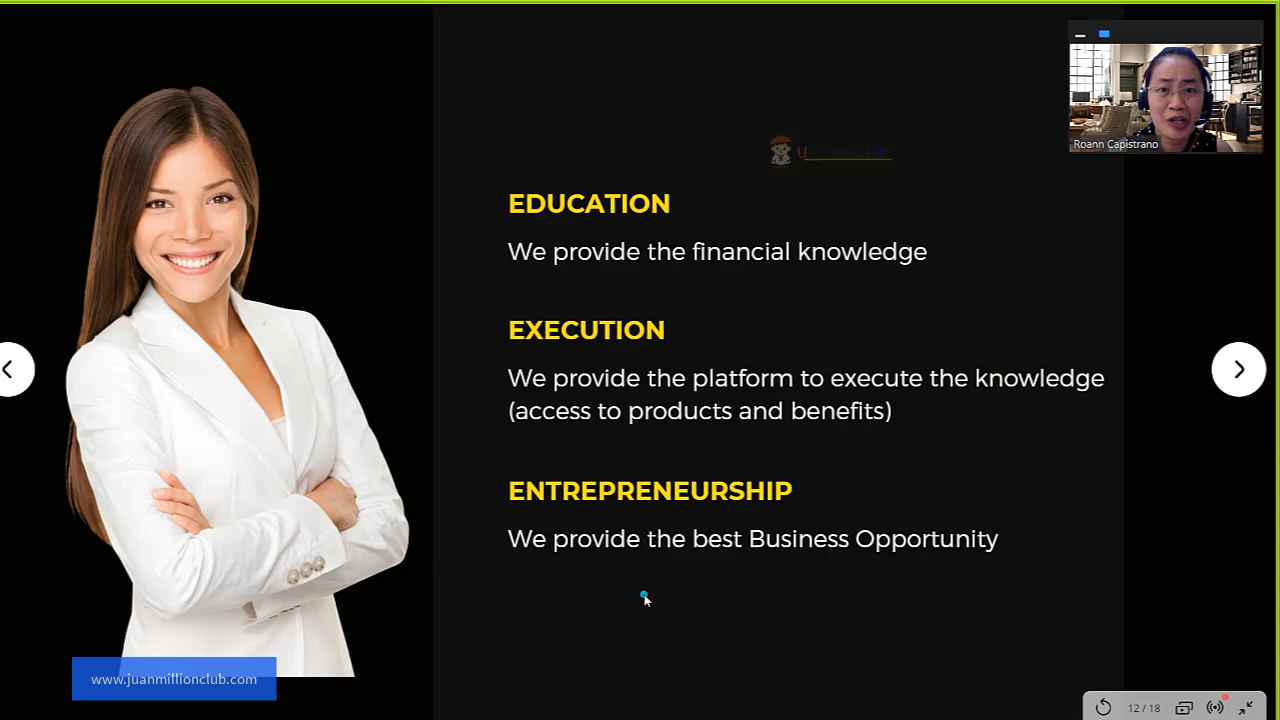 Roann Capistrano
EDUCATION
We provide the financial knowledge
EXECUTION
We provide the platform to execute the knowledge
(access to products and benefits)
ENTREPRENEURSHIP
We provide the best Business Opportunity
www.juanmillionclub.com
12 / 18